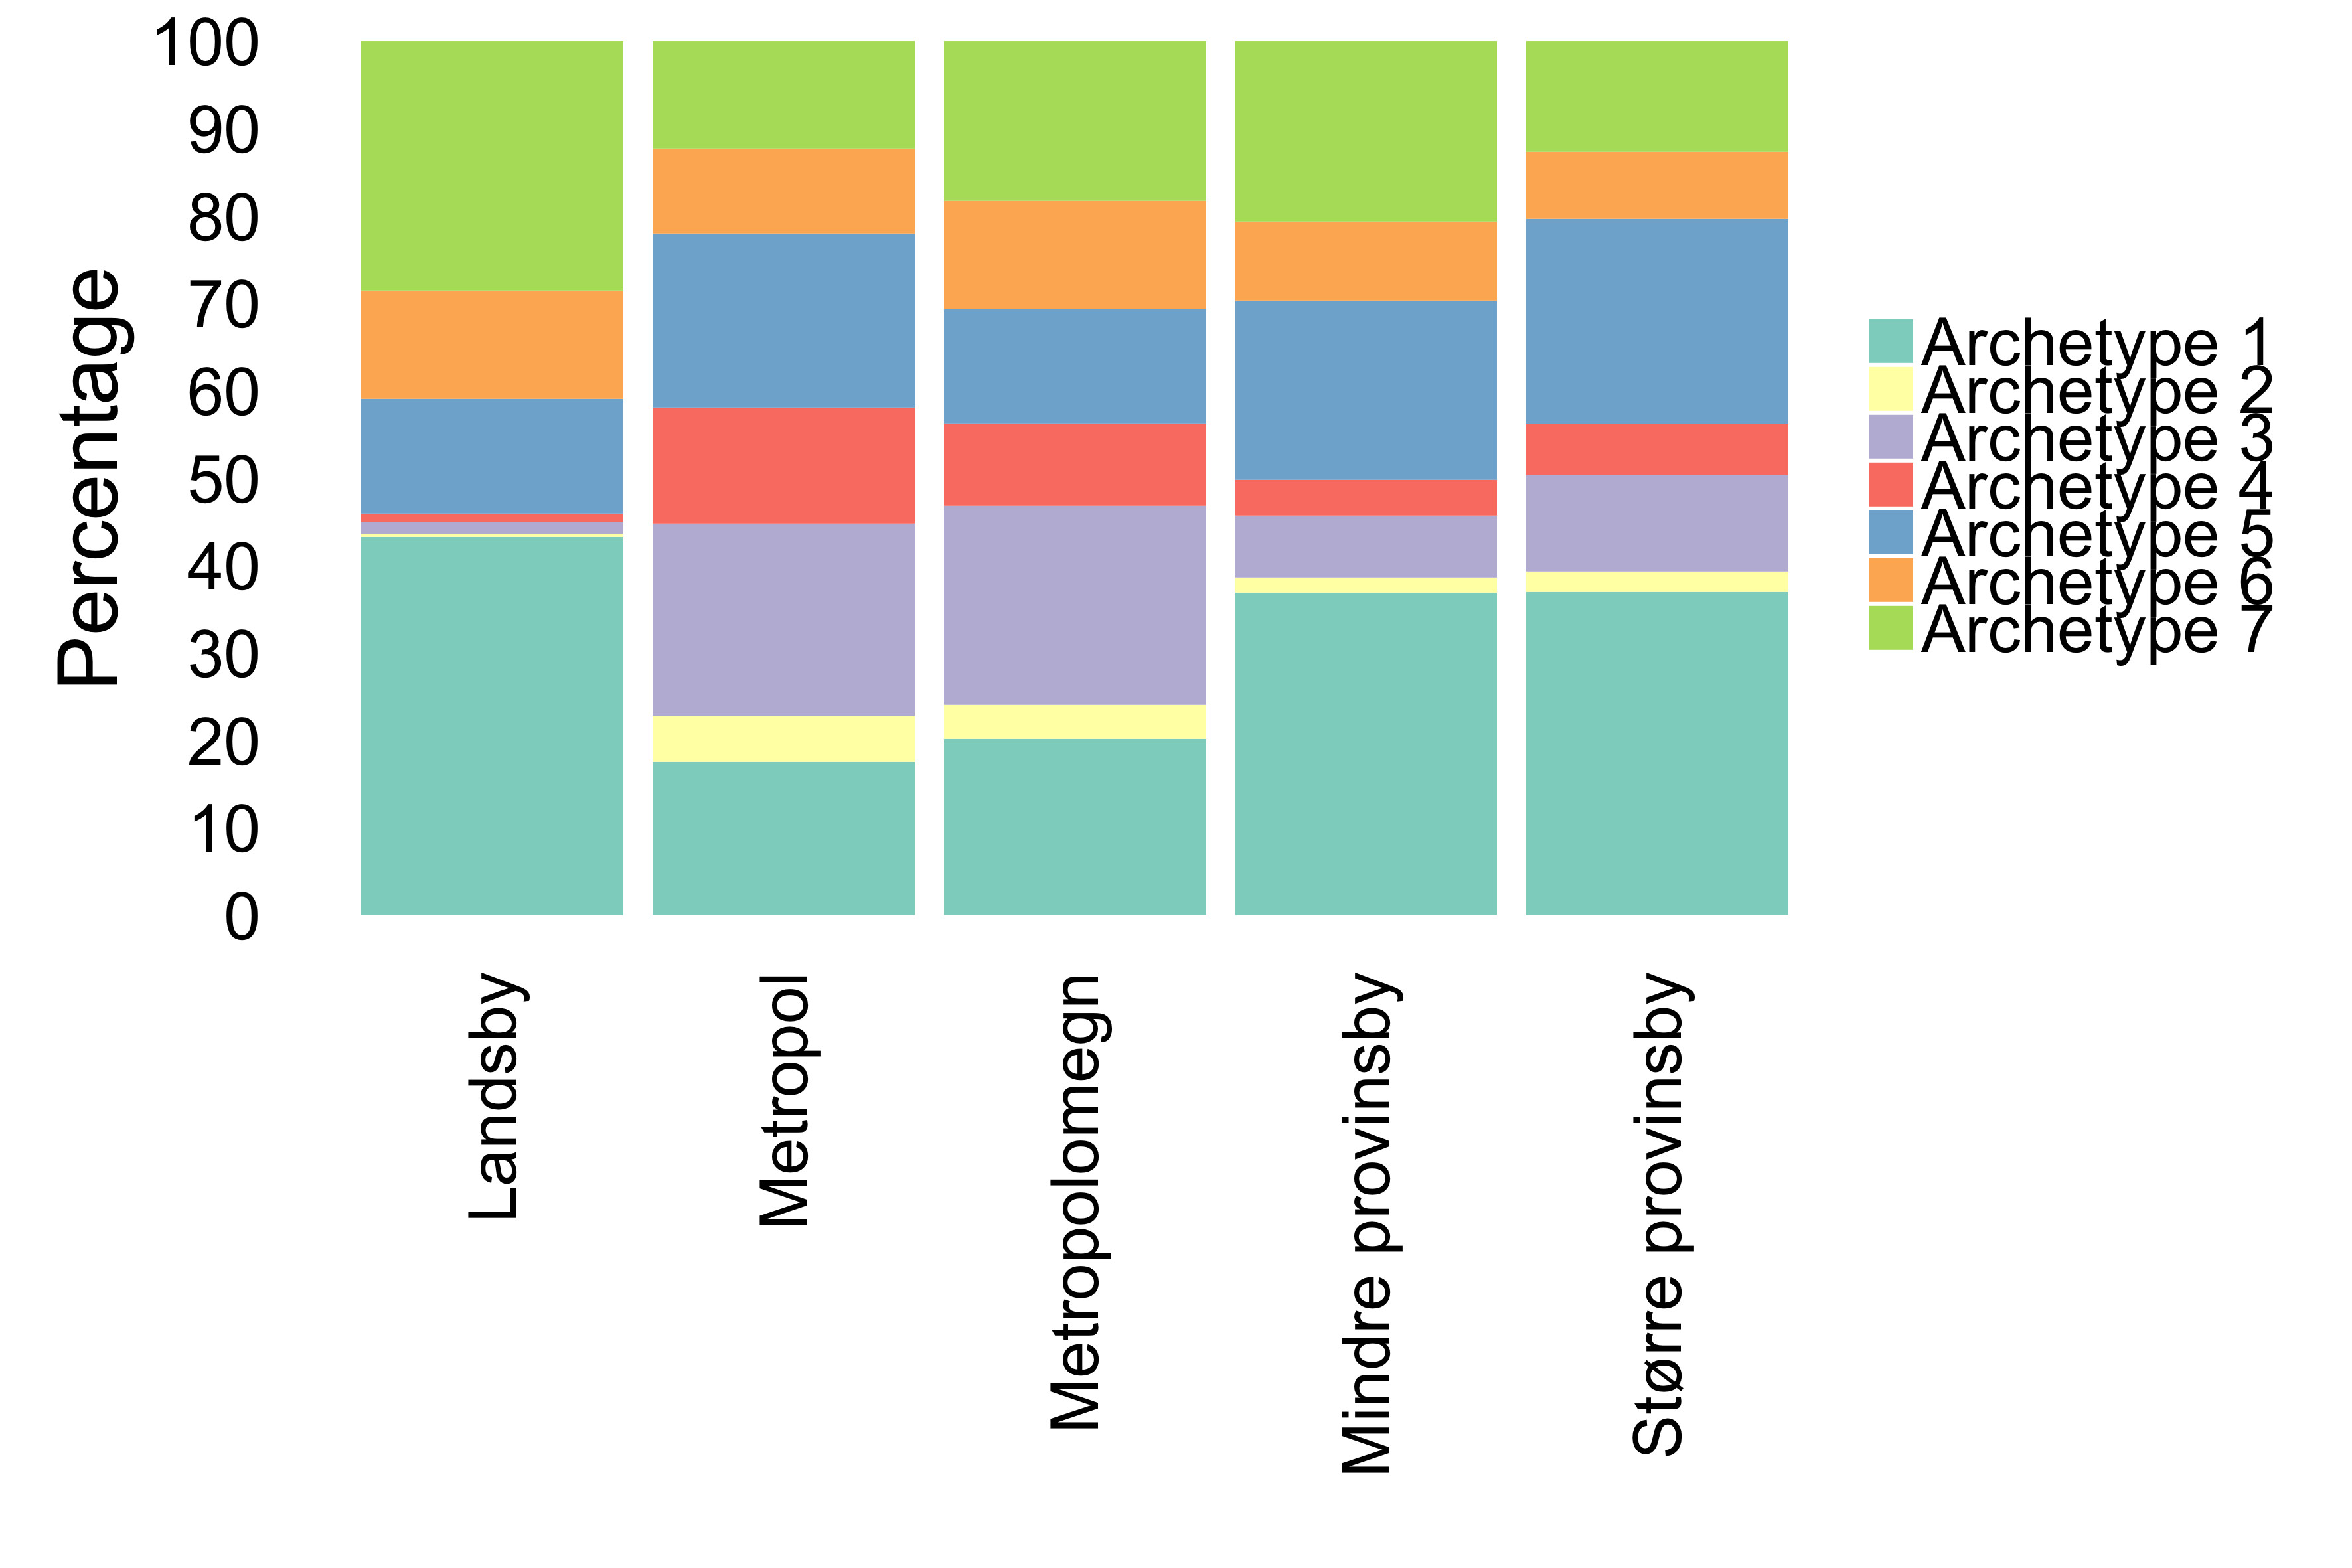 Percentage
100
90
80
70
60
50
40
30
20
10
0
Landsby
Metropol
Metropolomegn
Mindre provinsby
Større provinsby
Archetype 1
Archetype 2
Archetype 3
Archetype 4
Archetype 5
Archetype 6
Archetype 7